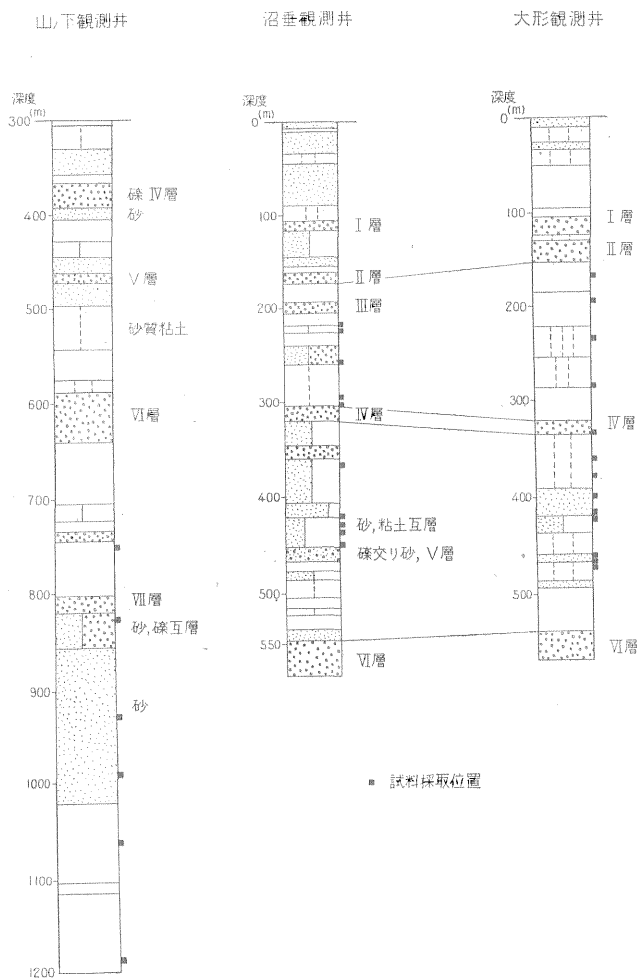 山ノ下観測井
深度
(m)
300
400
500
600
700
800
900
1000
1100
1200
礫 Ⅳ層
砂
Ⅴ層
砂質粘土
Ⅵ層
Ⅶ層
砂,礫互層
砂
沼垂観測井
深度
(m)
0
100
200
300
400
500
550
Ⅰ層
Ⅱ層
Ⅲ層
Ⅳ層
砂,粘土互層
礫交り砂,Ⅴ層
Ⅵ層
大形観測井
深度
(m)
0
100
200
300
400
500
Ⅰ層
Ⅱ層
Ⅳ層
Ⅵ層
試料採取位置